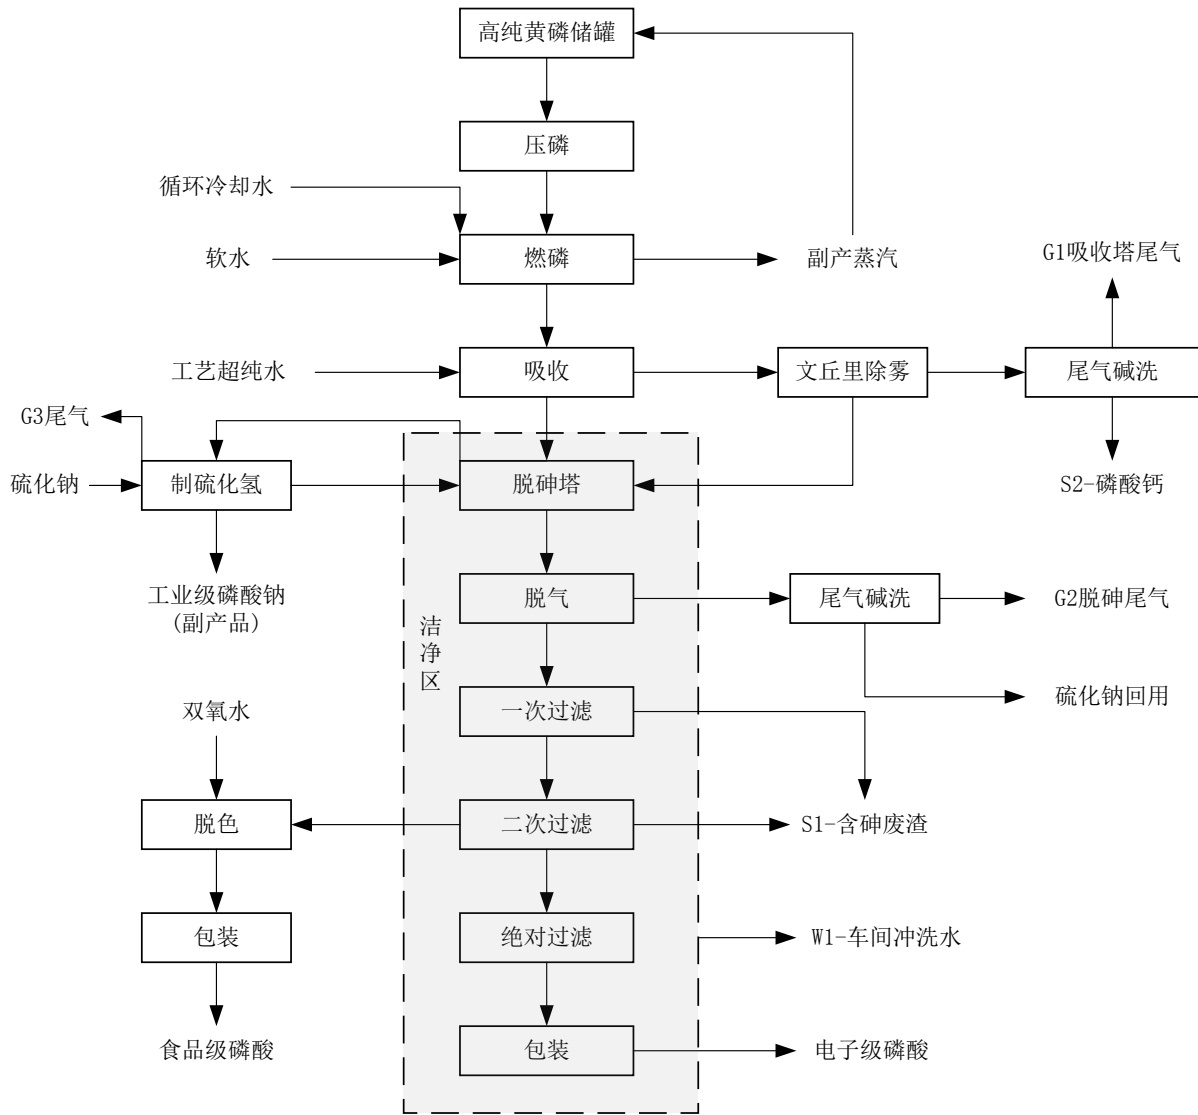 高纯黄磷储罐
压磷
循环冷却水
软水
燃磷
副产蒸汽
G1吸收塔尾气
工艺超纯水
吸收
文丘里除雾
尾气碱洗
G3尾气
硫化钠
制硫化氢
脱砷塔
S2-磷酸钙
工业级磷酸钠
(副产品)
脱气
尾气碱洗
G2脱砷尾气
洁
净
区
一次过滤
硫化钠回用
双氧水
脱色
二次过滤
S1-含砷废渣
包装
绝对过滤
W1-车间冲洗水
食品级磷酸
包装
电子级磷酸